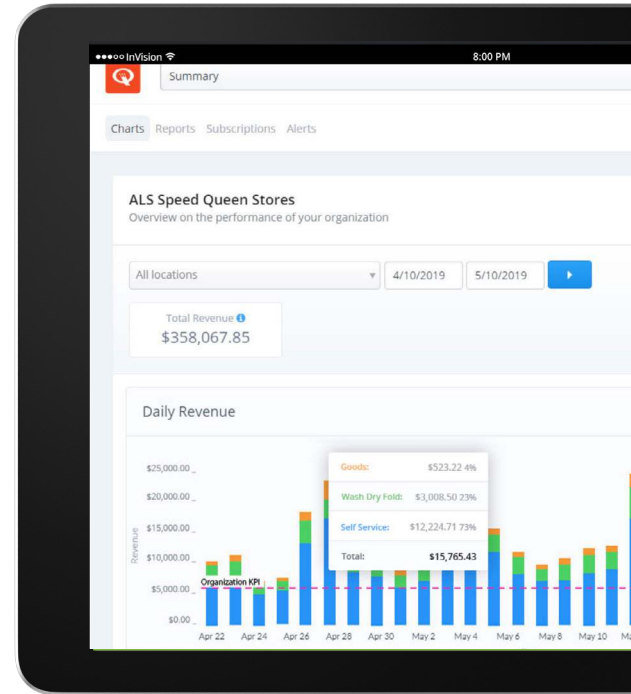 InVision
8:00 PM
Summary
Charts Reports Subscriptions Alerts
ALS Speed Queen Stores
Overview on the performance of your organization
All locations 4/10/2019 5/10/2019
Total Revenue
$358,067.85
Daily Revenue
Revenue
$25,000.00
$20,000.00
$15,000.00
$10,000.00
$5,000.00
$0.00
Goods: $523.22 4%
Wash Dry Fold: $3,008.50 23%
Self Service: $12,224.71 73%
Total: $15,765.43
Organization KPI
Apr 22 Apr 24 Apr 26 Apr 28 Apr 30 May 2 May 4 May 6 May 8 May 10